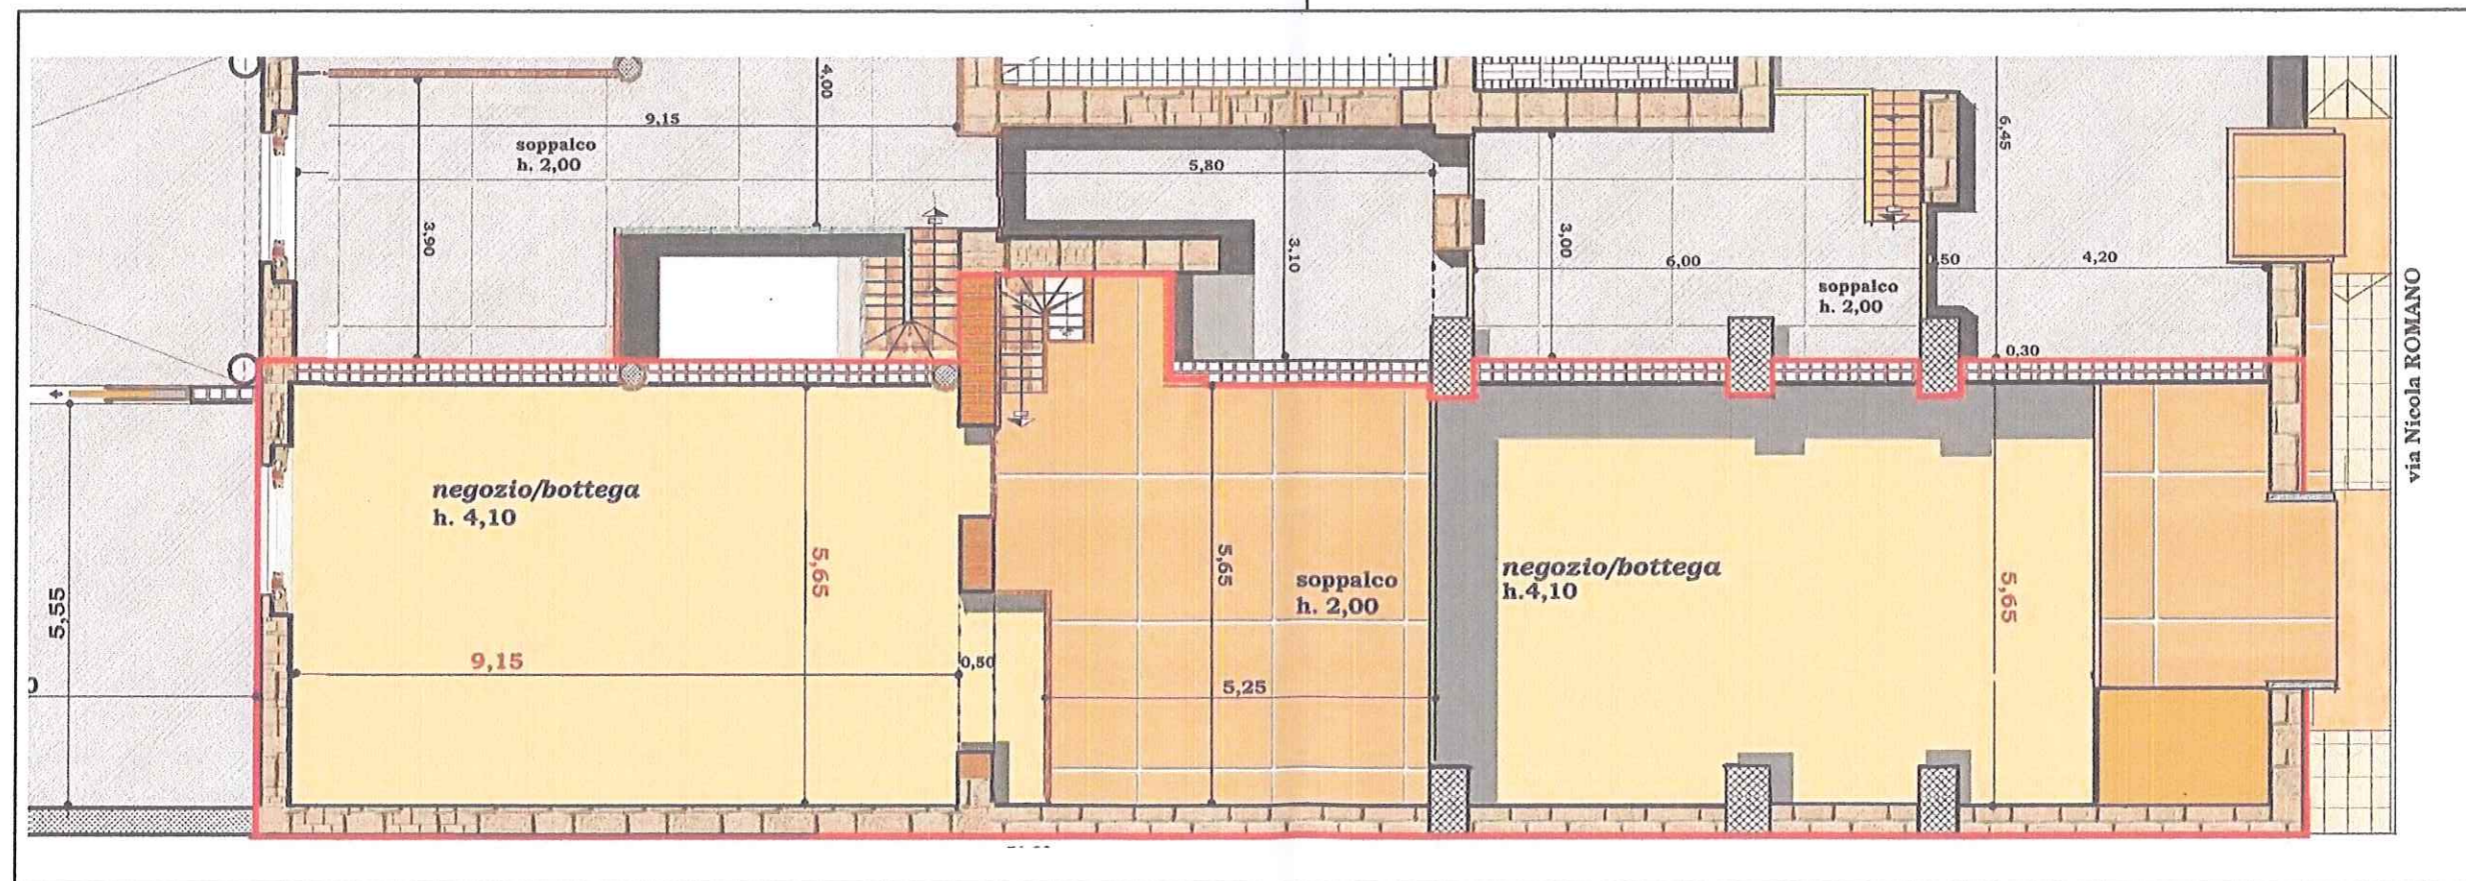 4,00
9,15
soppalco
h. 2,00
3,90
5,80
3,10
3,00
6,00
,50
4,20
6,45
soppalco
h. 2,00
0,30
via Nicola ROMANO
negozio/bottega
h. 4,10
5,65
9,15
0,50
5,55
0
5,65
soppalco
h. 2,00
5,25
negozio/bottega
h.4,10
5,65